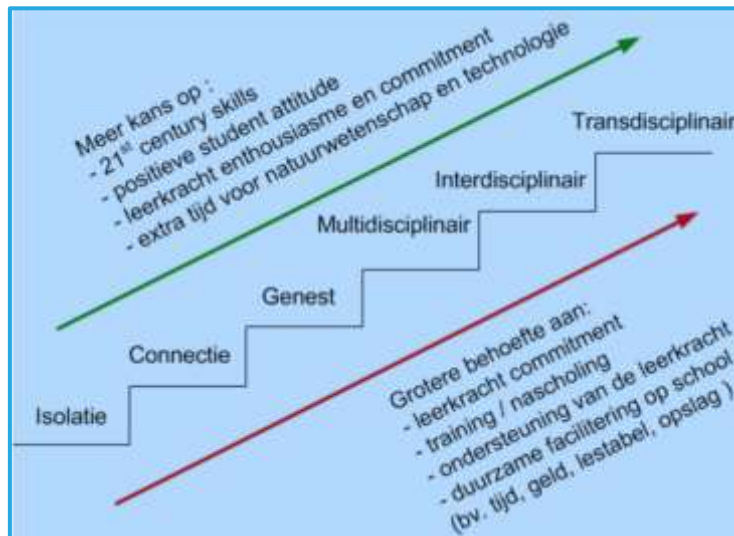 Meer kans op :
- 21st century skills
- positieve student attitude
- leerkracht enthousiasme en commitment
- extra tijd voor natuurwetenschap en technologie
Transdisciplinair
Interdisciplinair
Multidisciplinair
Genest
Connectie
Isolatie
Grotere behoefte aan:
- leerkracht commitment
- training / nascholing
- ondersteuning van de leerkracht
- duurzame facilitering op school
(bv. tijd, geld, lestabel, opslag )